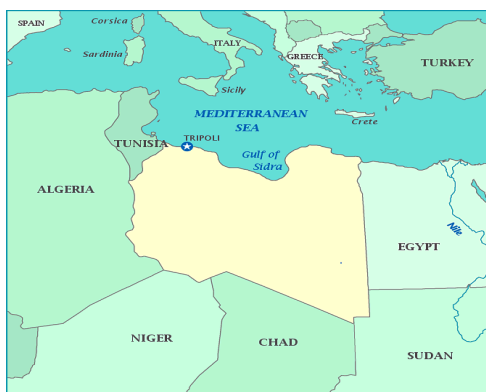 SPAIN
Corsica
Sardinia
ITALY
GREECE
TURKEY
Sicily
MEDITERRANEAN
SEA
Crete
TUNISIA
TRIPOLI
Gulf of
Sidra
ALGERIA
Nile
EGYPT
NIGER
CHAD
SUDAN